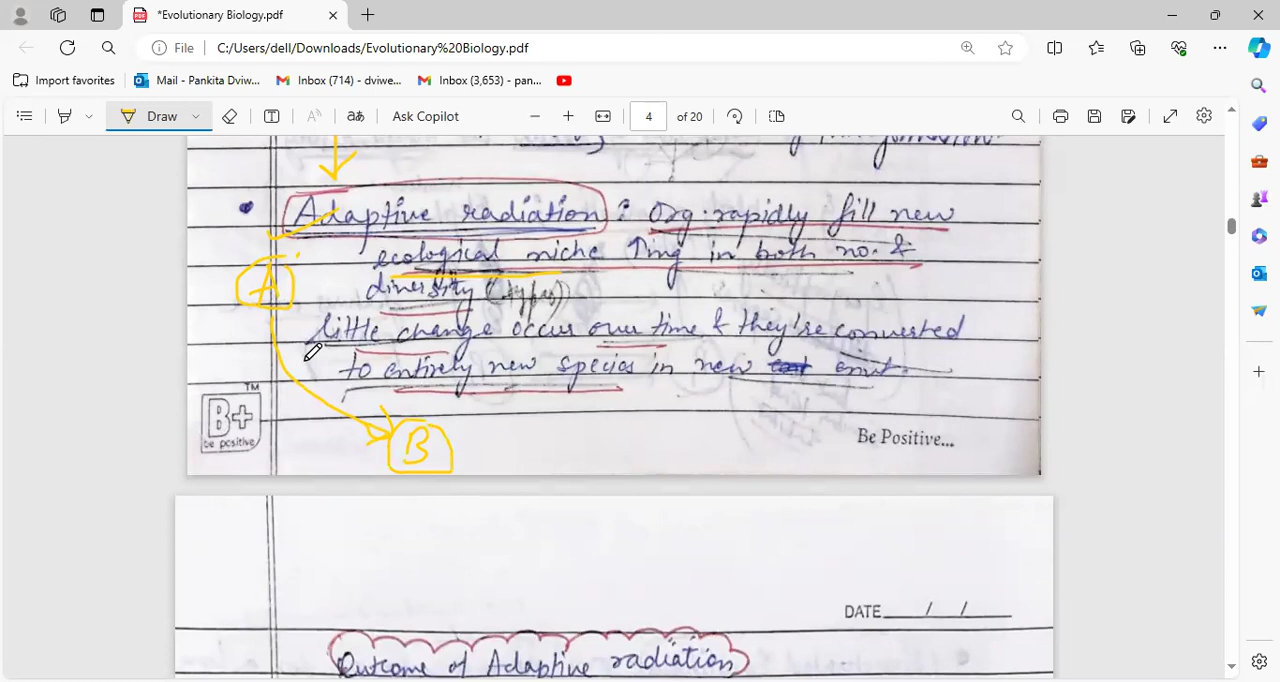 *Evolutionary Biology.pdf
File C:/Users/dell/Downloads/Evolutionary%20Biology.pdf
Import favorites Mail - Pankita Dviw... Inbox (714) - dviwe... Inbox (3,653) - pan...
Draw Ask Copilot 4 of 20
Adaptive radiation : Org. rapidly fill new
ecological niche ↑ing in both no. &
A
diversity (types)
little change occur over time & they're converted
to entirely new species in new envt.
TM
B+
be positive
B
Be Positive...
DATE / /
Outcome of Adaptive radiation